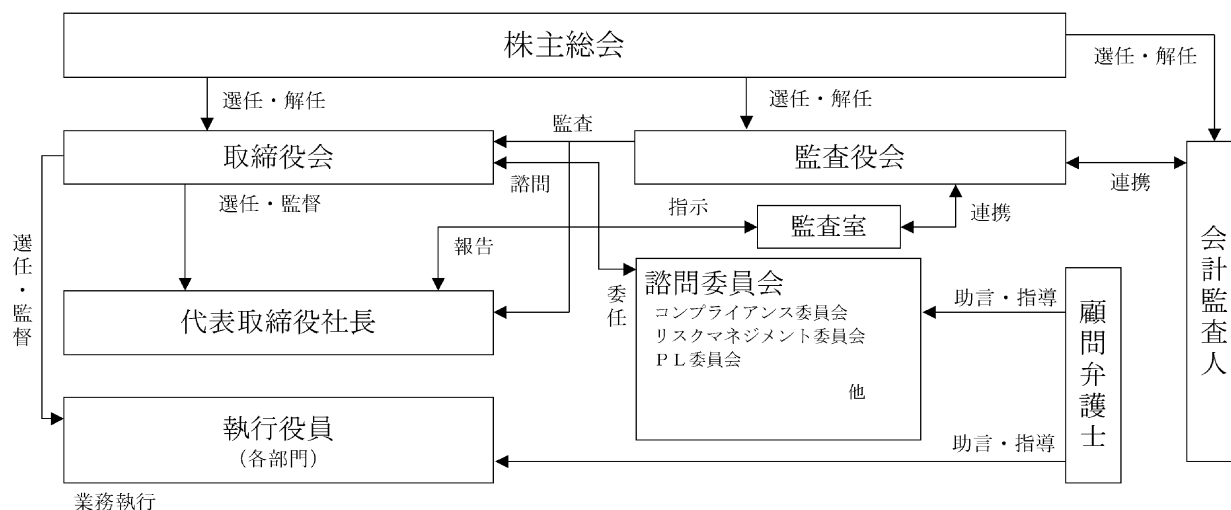 株主総会
選任・解任
選任・解任
選任・解任
監査
取締役会
監査役会
諮問
連携
選任・監督
指示
監査室
連携
報告
選任・監督
代表取締役社長
委任
諮問委員会
コンプライアンス委員会
リスクマネジメント委員会
ＰＬ委員会
他
助言・指導
顧問弁護士
会計監査人
執行役員
（各部門）
助言・指導
業務執行